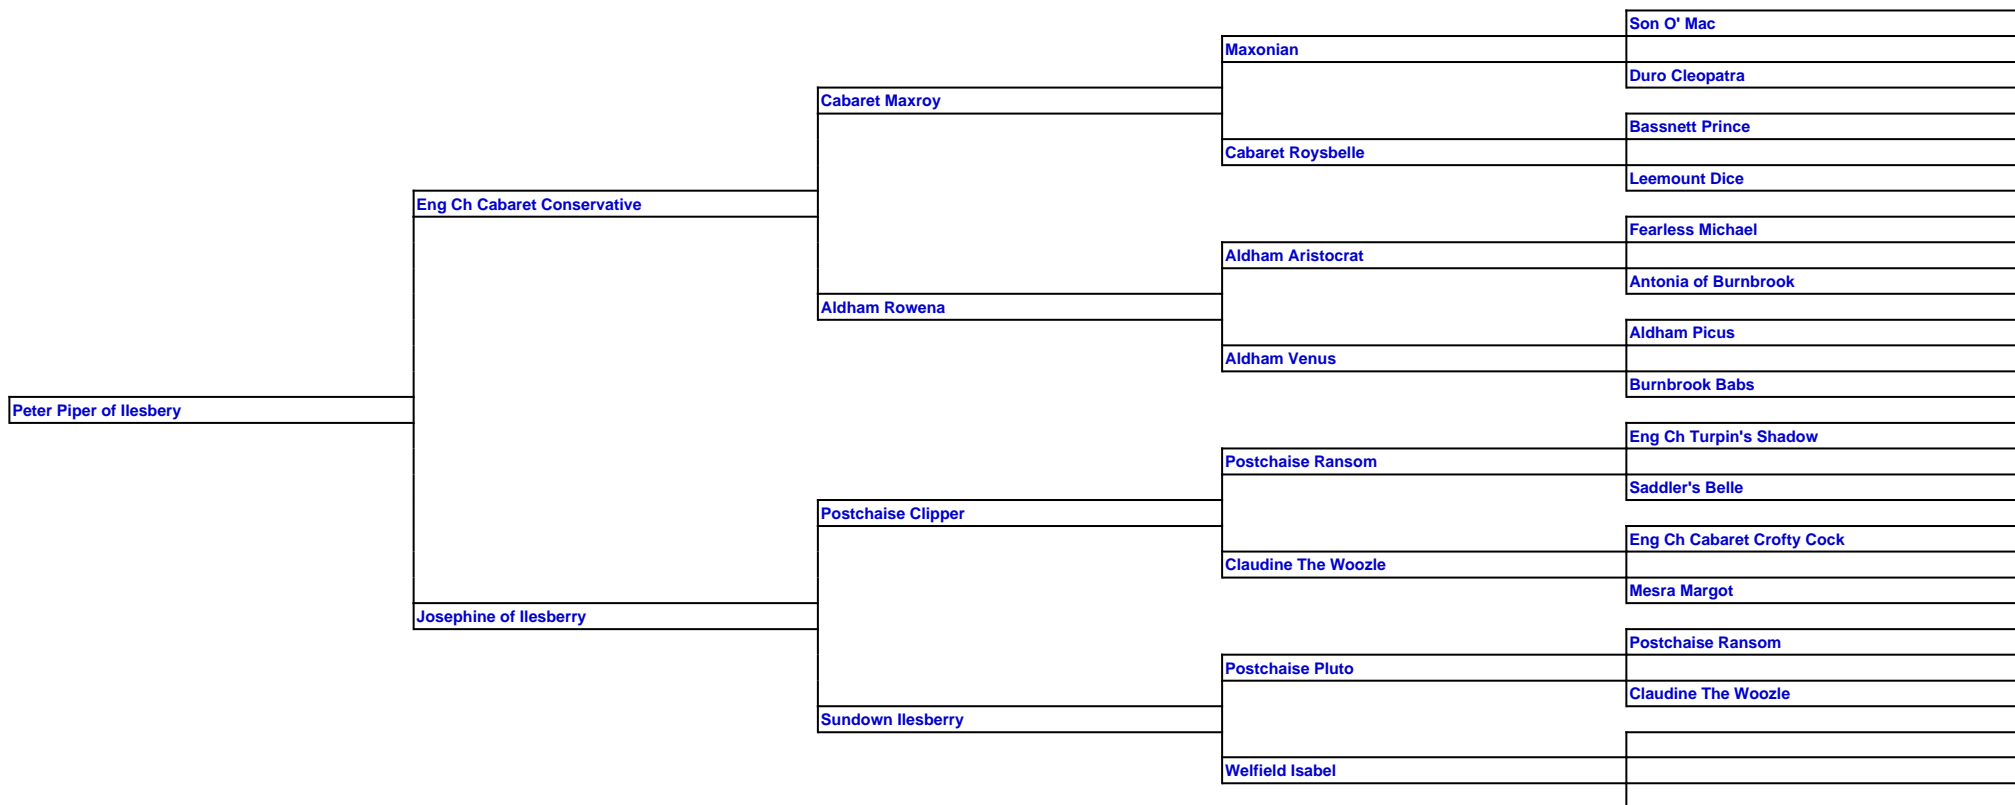 Son O' Mac
Maxonian
Duro Cleopatra
Cabaret Maxroy
Bassnett Prince
Cabaret Roysbelle
Leemount Dice
Eng Ch Cabaret Conservative
Fearless Michael
Aldham Aristocrat
Antonia of Burnbrook
Aldham Rowena
Aldham Picus
Aldham Venus
Burnbrook Babs
Peter Piper of Ilesbery
Eng Ch Turpin's Shadow
Postchaise Ransom
Saddler's Belle
Postchaise Clipper
Eng Ch Cabaret Crofty Cock
Claudine The Woozle
Mesra Margot
Josephine of Ilesberry
Postchaise Ransom
Postchaise Pluto
Claudine The Woozle
Sundown Ilesberry
Welfield Isabel